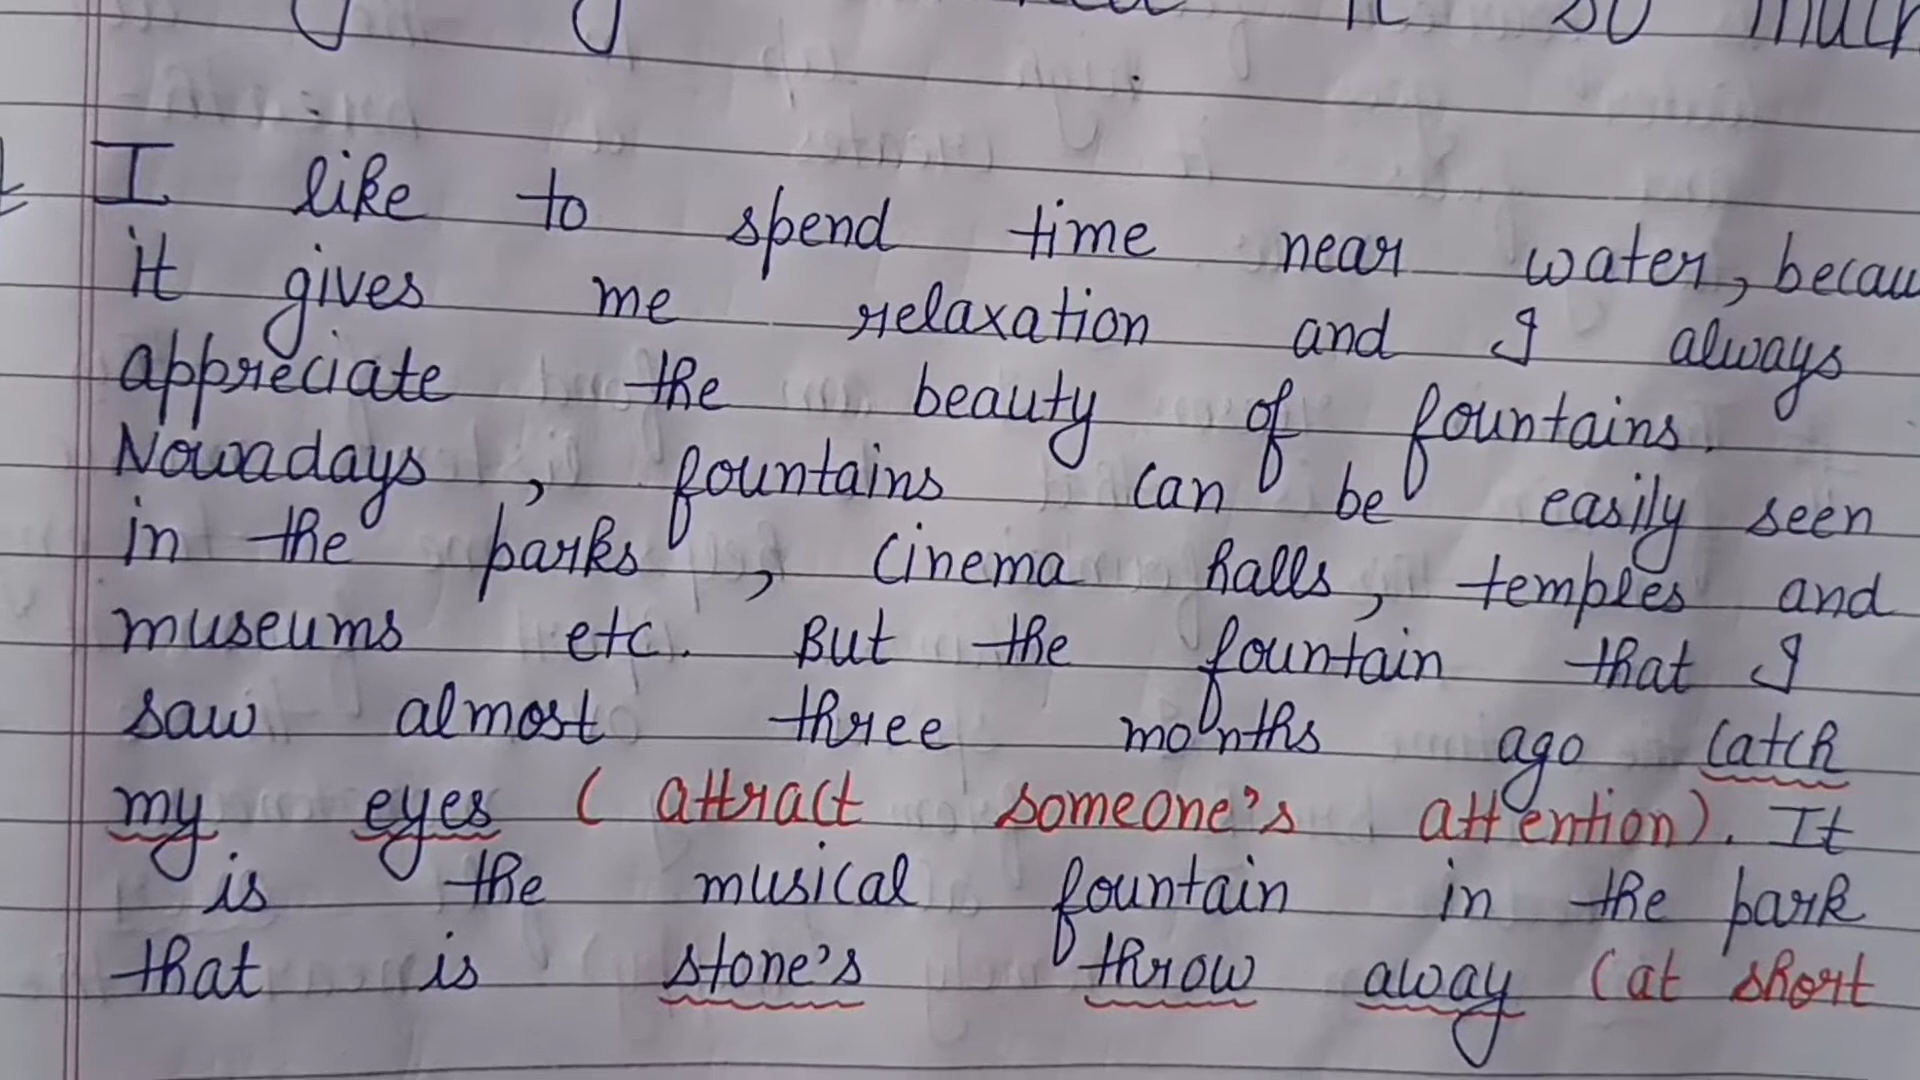 it so much
I like to spend time near water, becau
it gives me relaxation and I always
appreciate the beauty of fountains.
Nowadays, fountains can be easily seen
in the parks, cinema halls, temples and
museums etc. But the fountain that I
saw almost three months ago catch
my eyes (attract someone's attention). It
is the musical fountain in the park
that is stone's throw away (at short